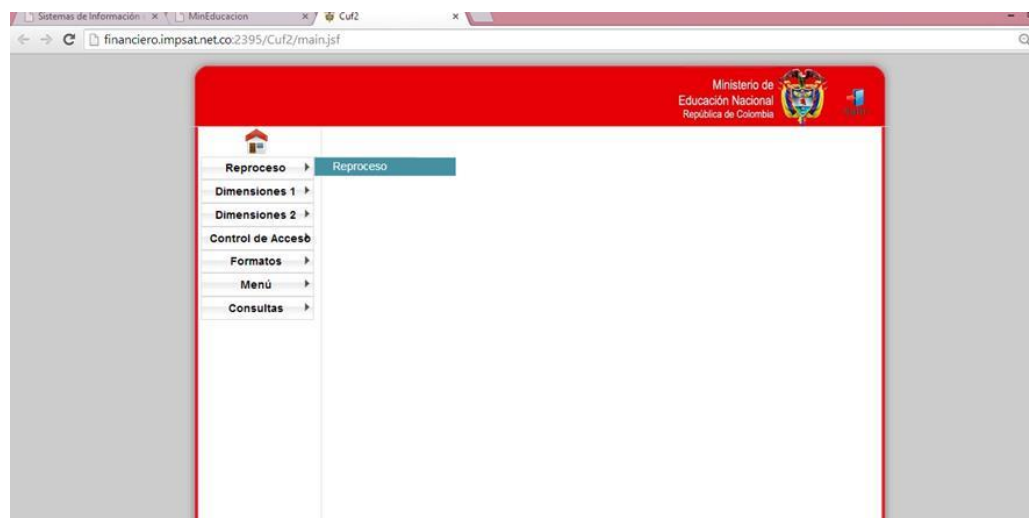 Sistemas de Información
MinEducacion
Cuf2
financiero.impsat.net.co:2395/Cuf2/main.jsf
Ministerio de
Educación Nacional
República de Colombia
Reproceso
Reproceso
Dimensiones 1
Dimensiones 2
Control de Acceso
Formatos
Menú
Consultas